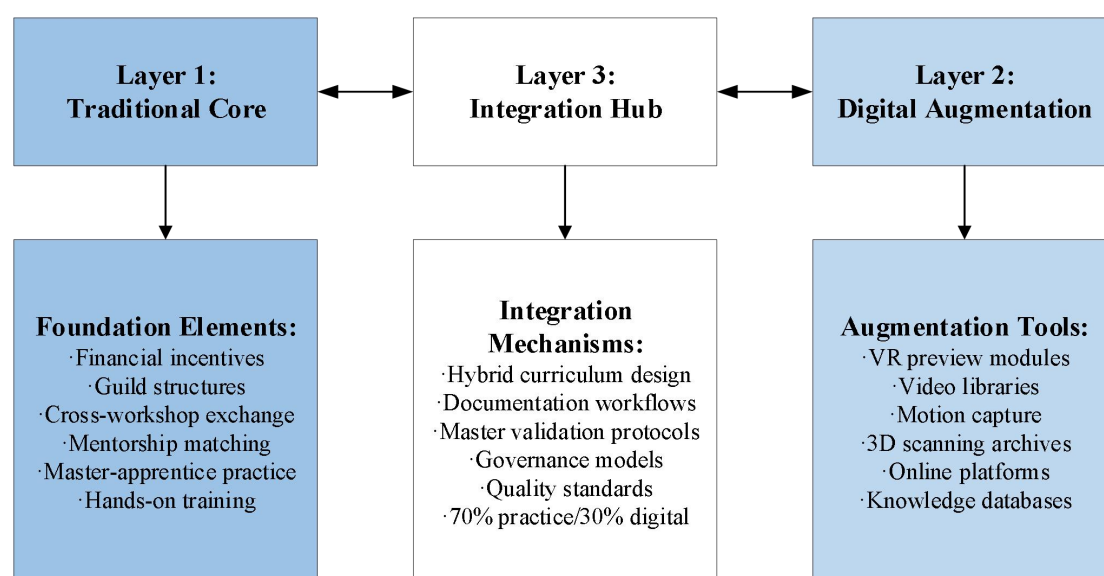 Layer 1:
Traditional Core
Layer 3:
Integration Hub
Layer 2:
Digital Augmentation
Foundation Elements:
·Financial incentives
·Guild structures
·Cross-workshop exchange
·Mentorship matching
·Master-apprentice practice
·Hands-on training
Integration
Mechanisms:
·Hybrid curriculum design
·Documentation workflows
·Master validation protocols
·Governance models
·Quality standards
·70% practice/30% digital
Augmentation Tools:
·VR preview modules
·Video libraries
·Motion capture
·3D scanning archives
·Online platforms
·Knowledge databases